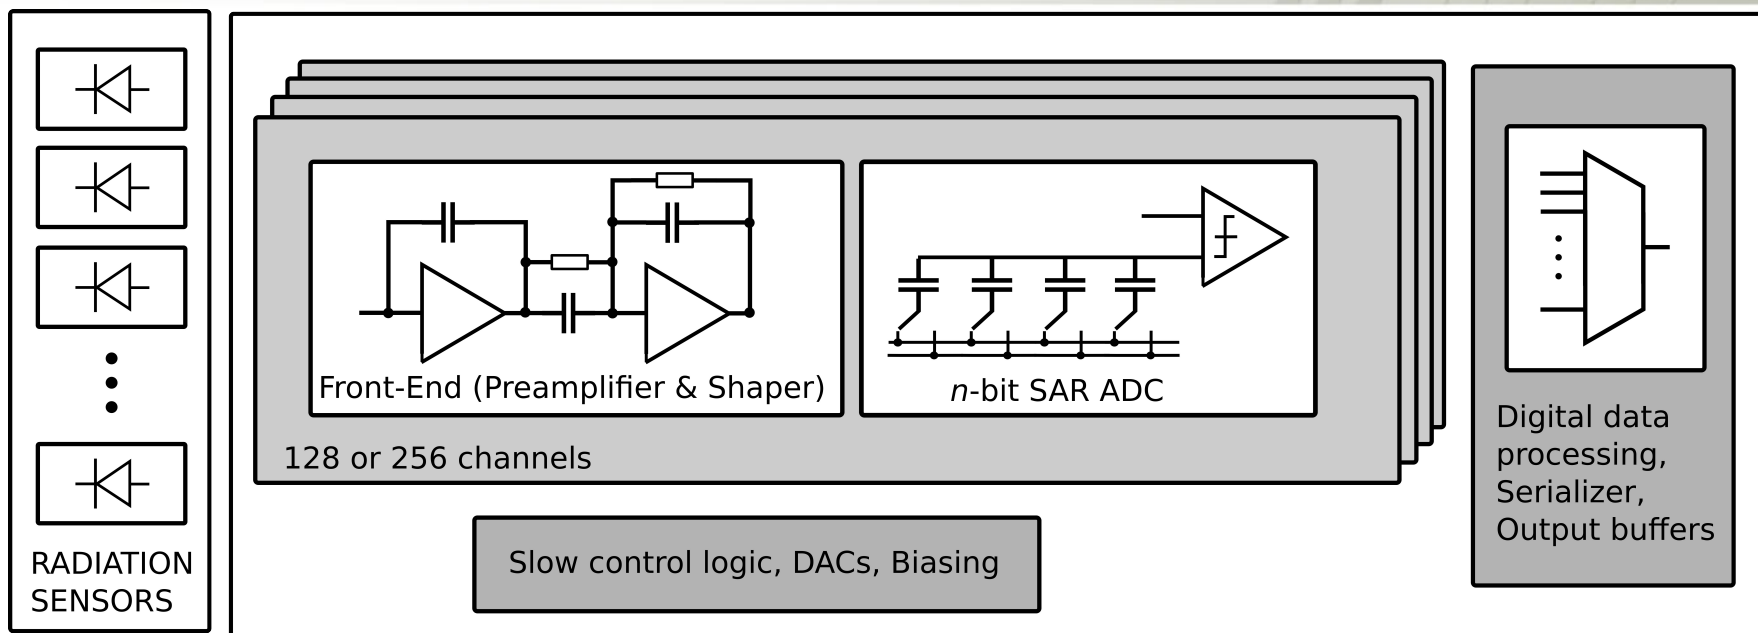 RADIATION
SENSORS
Front-End (Preamplifier & Shaper)
n-bit SAR ADC
128 or 256 channels
Slow control logic, DACs, Biasing
Digital data
processing,
Serializer,
Output buffers